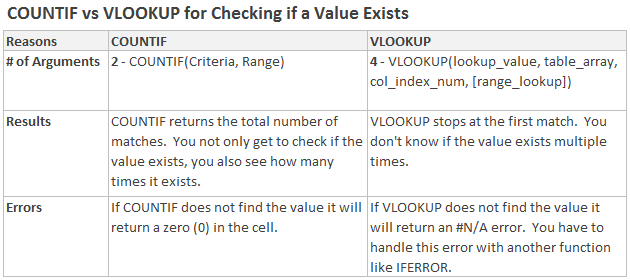 COUNTIF vs VLOOKUP for Checking if a Value Exists
Reasons COUNTIF VLOOKUP
# of Arguments 2 - COUNTIF(Criteria, Range) 4 - VLOOKUP(lookup_value, table_array,
col_index_num, [range_lookup])
Results COUNTIF returns the total number of VLOOKUP stops at the first match.  You
matches.  You not only get to check if the don't know if the value exists multiple
value exists, you also see how many times.
times it exists.
Errors If COUNTIF does not find the value it will If VLOOKUP does not find the value it
return a zero (0) in the cell. will return an #N/A error.  You have to
handle this error with another function
like IFERROR.